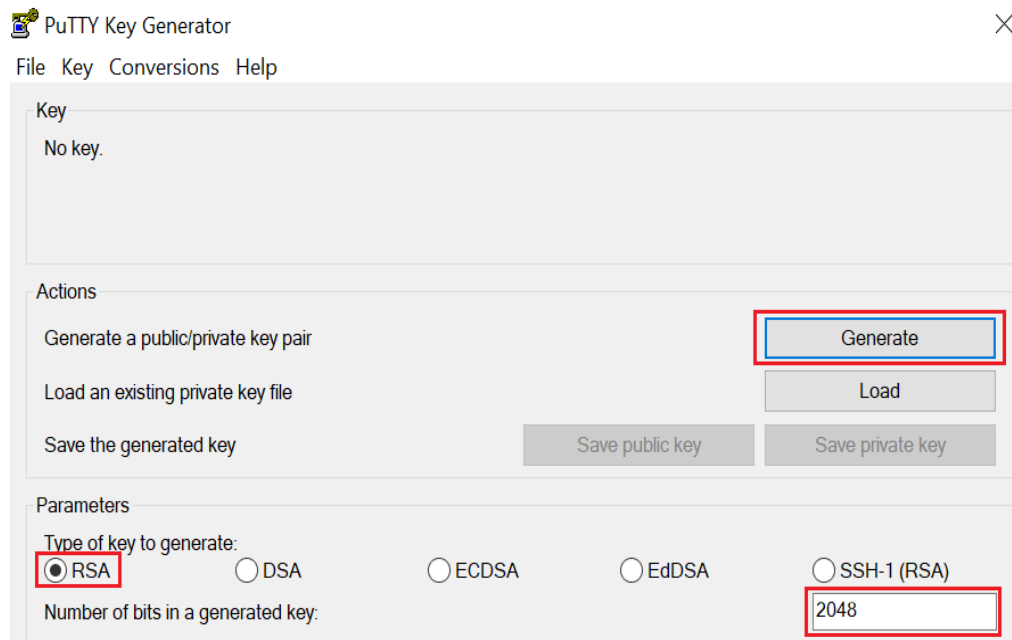 PuTTY Key Generator
File Key Conversions Help
Key
No key.
Actions
Generate a public/private key pair
Generate
Load an existing private key file
Load
Save the generated key
Save public key
Save private key
Parameters
Type of key to generate:
RSA DSA ECDSA EdDSA SSH-1 (RSA)
Number of bits in a generated key:
2048